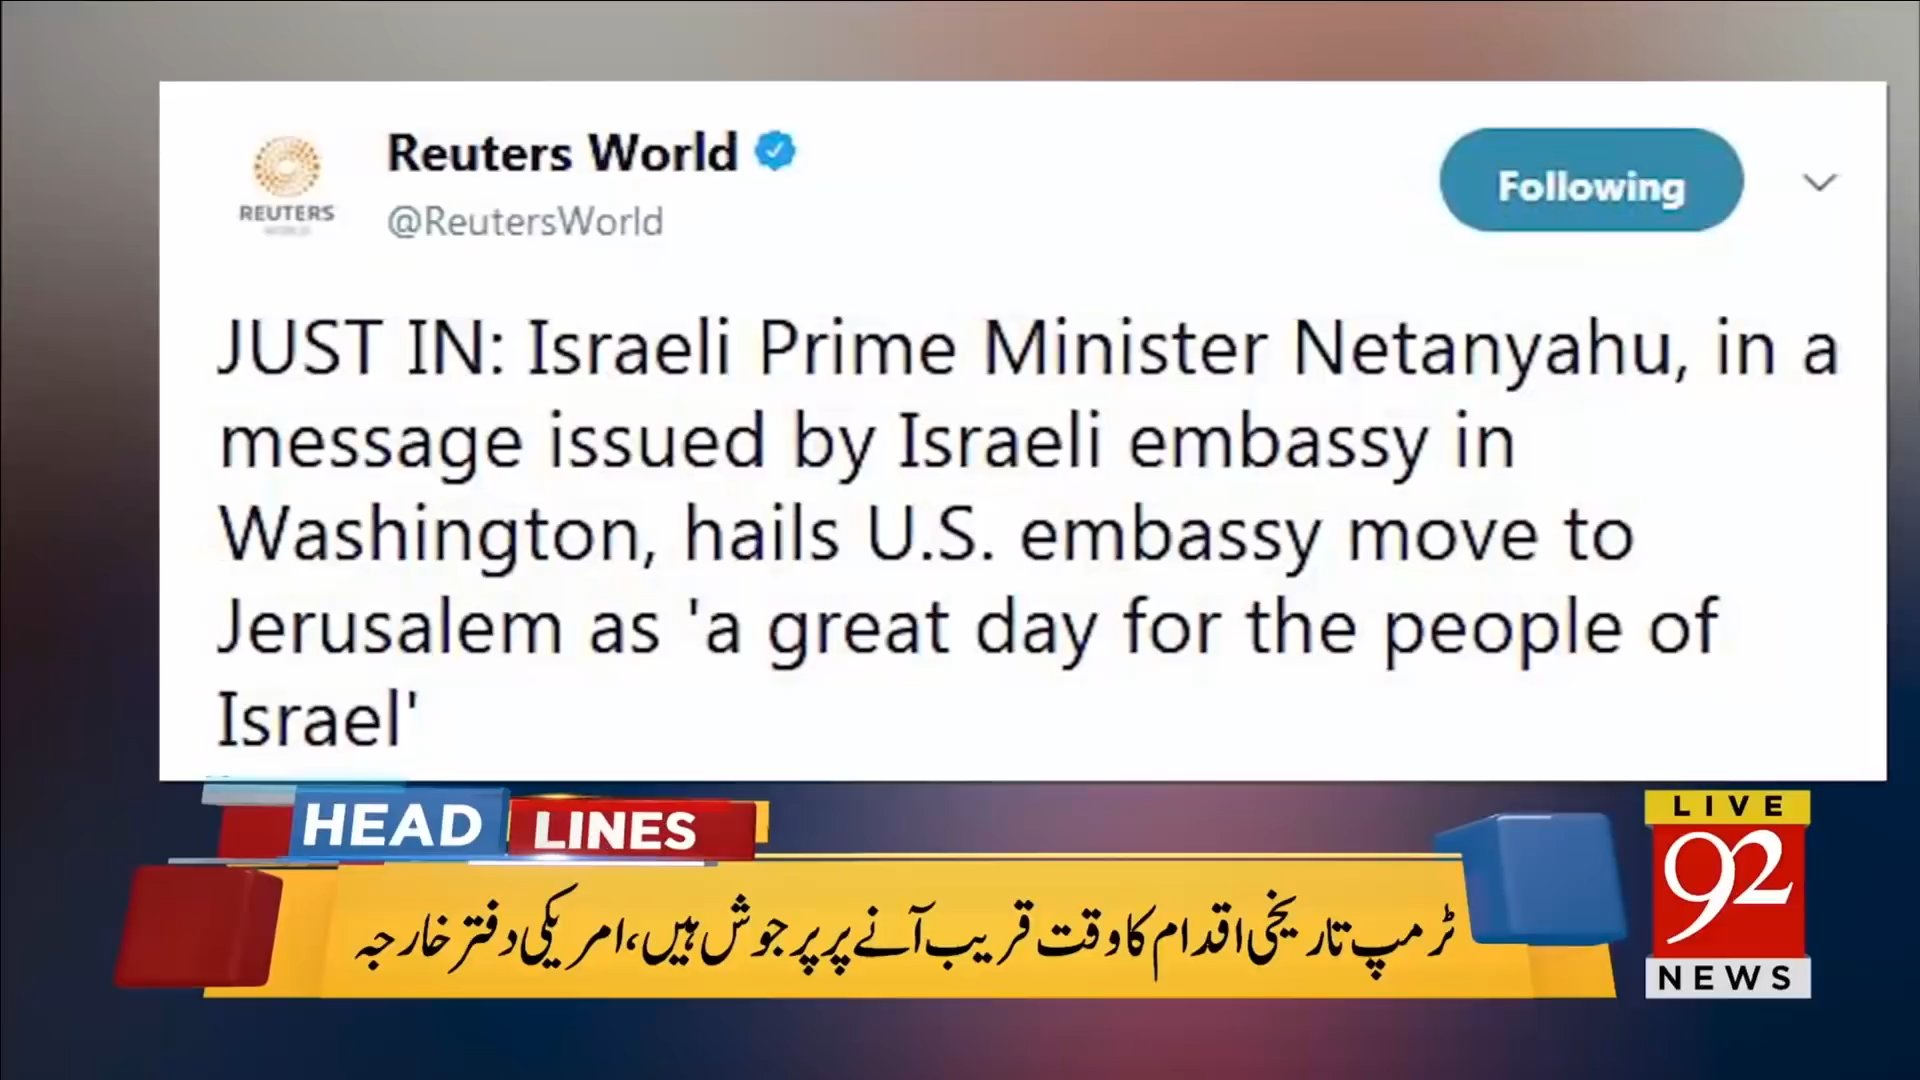 Reuters World
@ReutersWorld
REUTERS
WORLD
Following
JUST IN: Israeli Prime Minister Netanyahu, in a
message issued by Israeli embassy in
Washington, hails U.S. embassy move to
Jerusalem as 'a great day for the people of
Israel'
HEAD LINES
ٹرمپ تاریخی اقدام کا وقت قریب آنے پر پرجوش ہیں، امریکی دفتر خارجہ
LIVE
92
NEWS